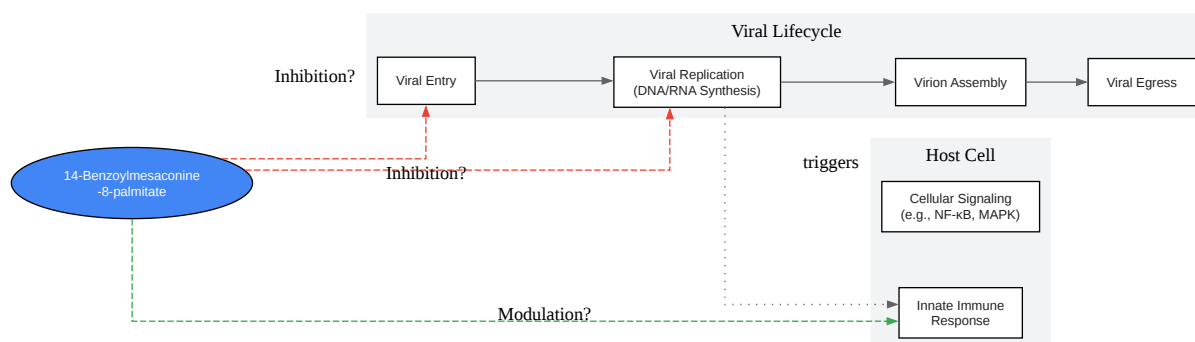 Viral Lifecycle
Inhibition?
Viral Entry
Viral Replication
(DNA/RNA Synthesis)
Virion Assembly
Viral Egress
14-Benzoylmesaconine
-8-palmitate
Inhibition?
triggers
Host Cell
Cellular Signaling
(e.g., NF-κB, MAPK)
Modulation?
Innate Immune
Response